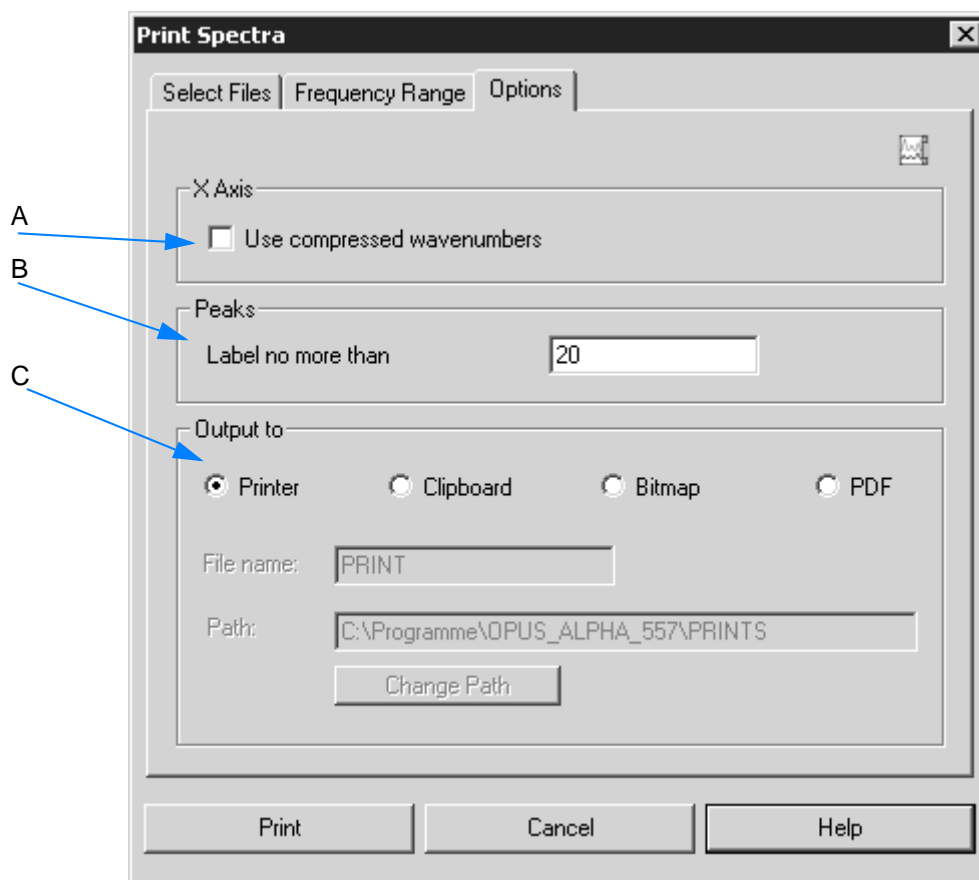 Print Spectra
Select Files Frequency Range Options
X Axis
A
Use compressed wavenumbers
B
Peaks
Label no more than 20
C
Output to
Printer Clipboard Bitmap PDF
File name: PRINT
Path: C:\Programme\OPUS_ALPHA_557\PRINTS
Change Path
Print Cancel Help